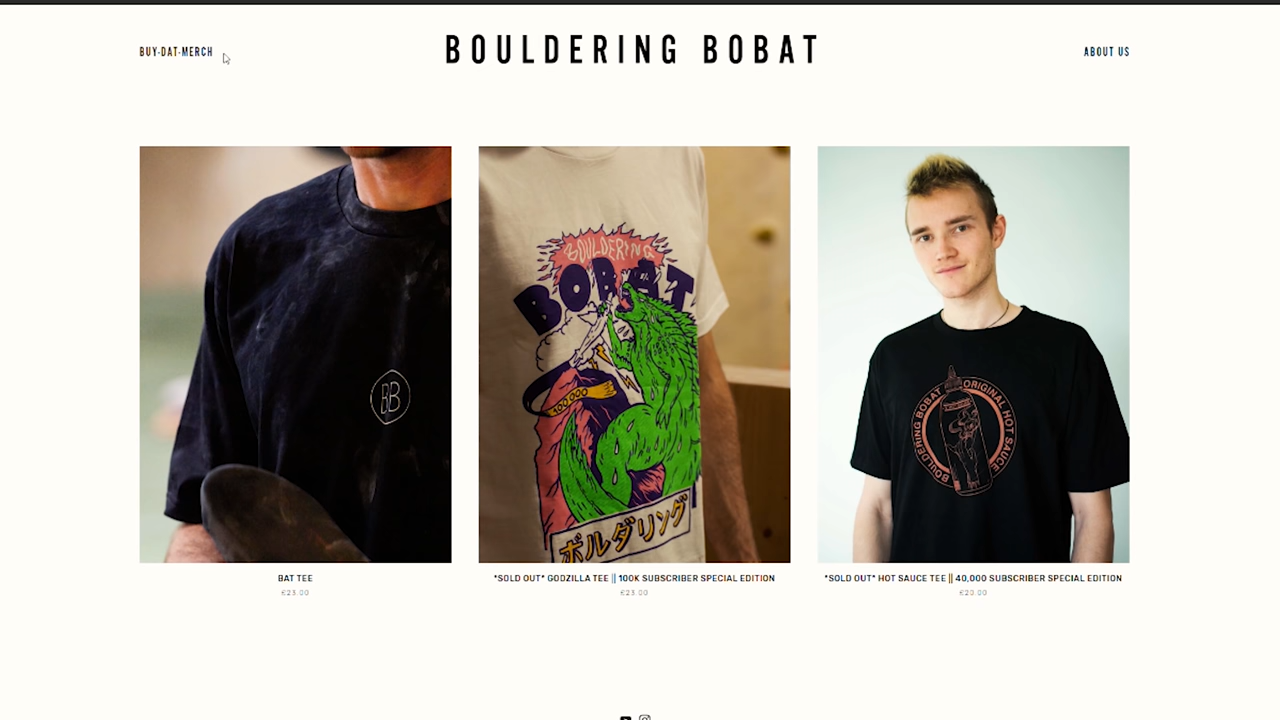 BUY-DAT-MERCH
BOULDERING BOBAT
ABOUT US
BB
BOULDERING
BOBAT
100,000
ボルダリング
BOULDERING BOBAT ORIGINAL HOT SAUCE
BAT TEE
£23.00
*SOLD OUT* GODZILLA TEE || 100K SUBSCRIBER SPECIAL EDITION
£23.00
*SOLD OUT* HOT SAUCE TEE || 40,000 SUBSCRIBER SPECIAL EDITION
£20.00